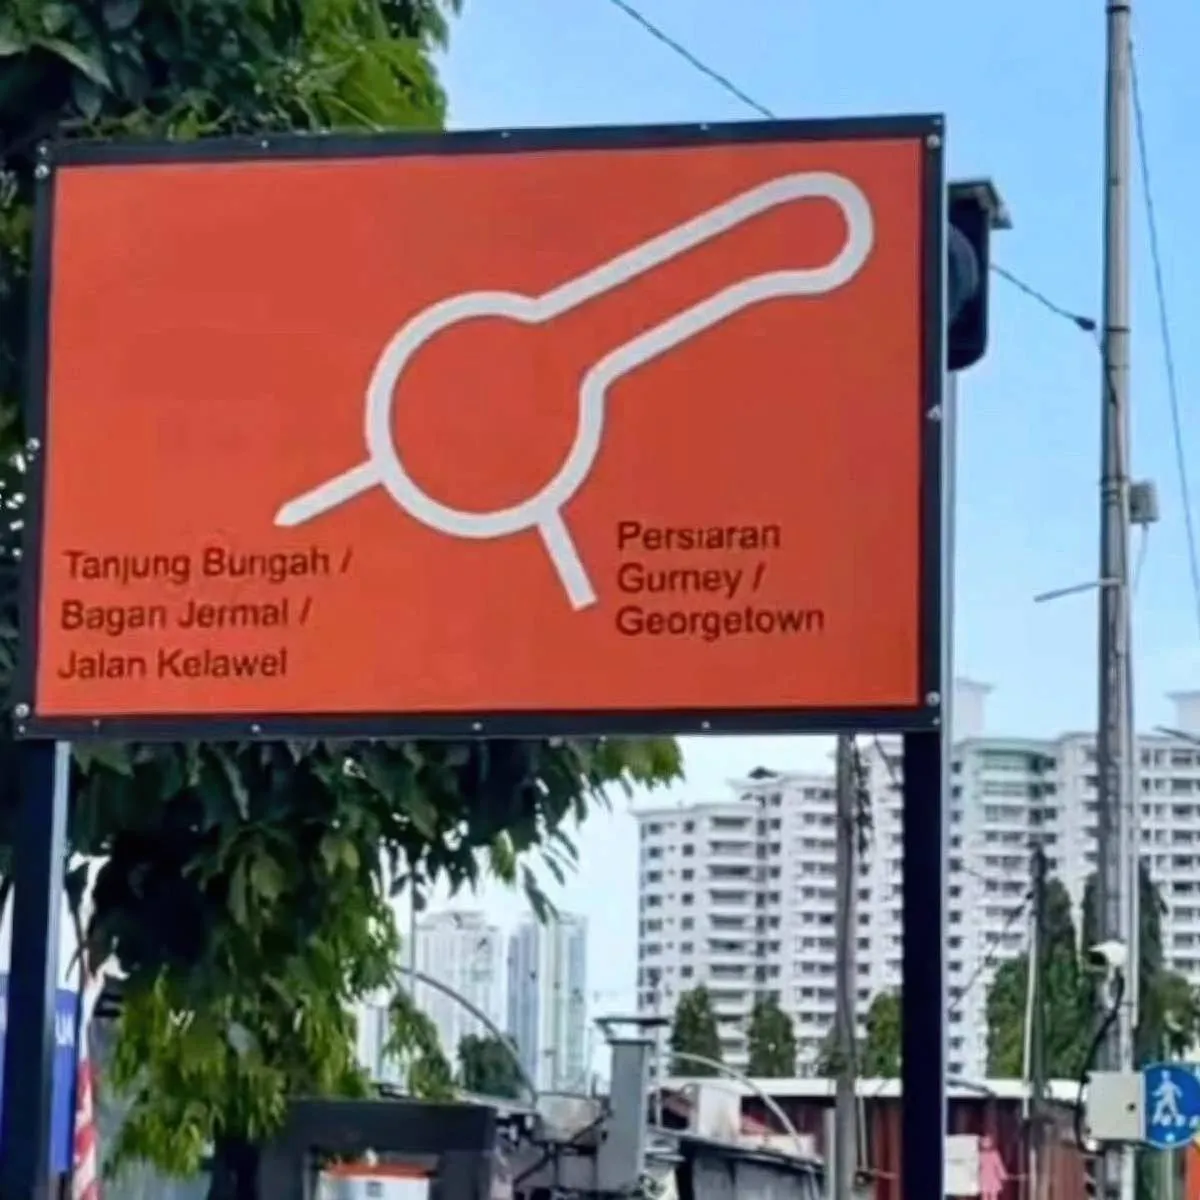 Tanjung Bungah /
Bagan Jermal /
Jalan Kelawei
Persiaran
Gurney /
Georgetown